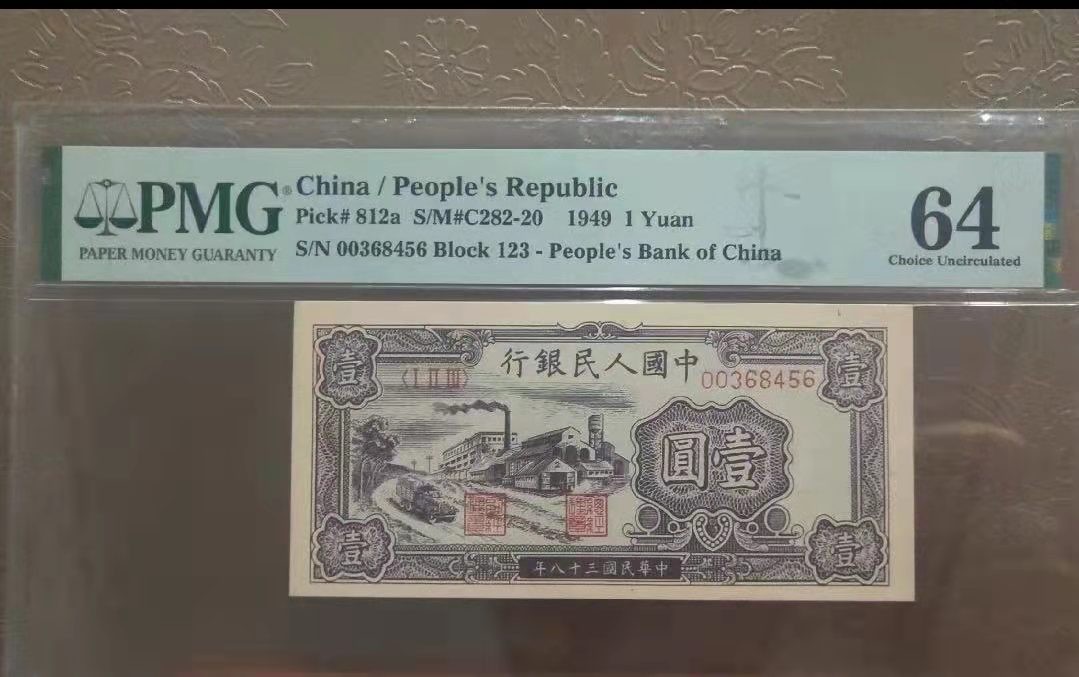 PMG®
PAPER MONEY GUARANTY
China / People's Republic
Pick# 812a S/M#C282-20 1949 1 Yuan
S/N 00368456 Block 123 - People's Bank of China
64
Choice Uncirculated
行銀民人國中
壹
壹
〈I II III〉
00368456
圓壹
壹
壹
年八十三國民華中